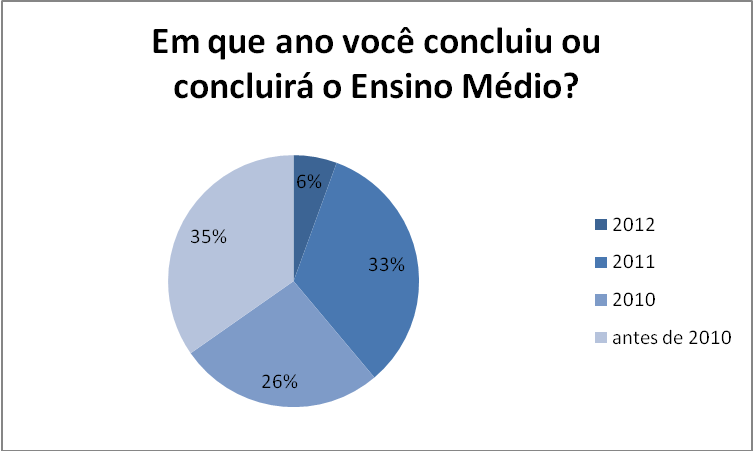 Em que ano você concluiu ou
concluirá o Ensino Médio?
6%
33%
26%
35%
2012
2011
2010
antes de 2010